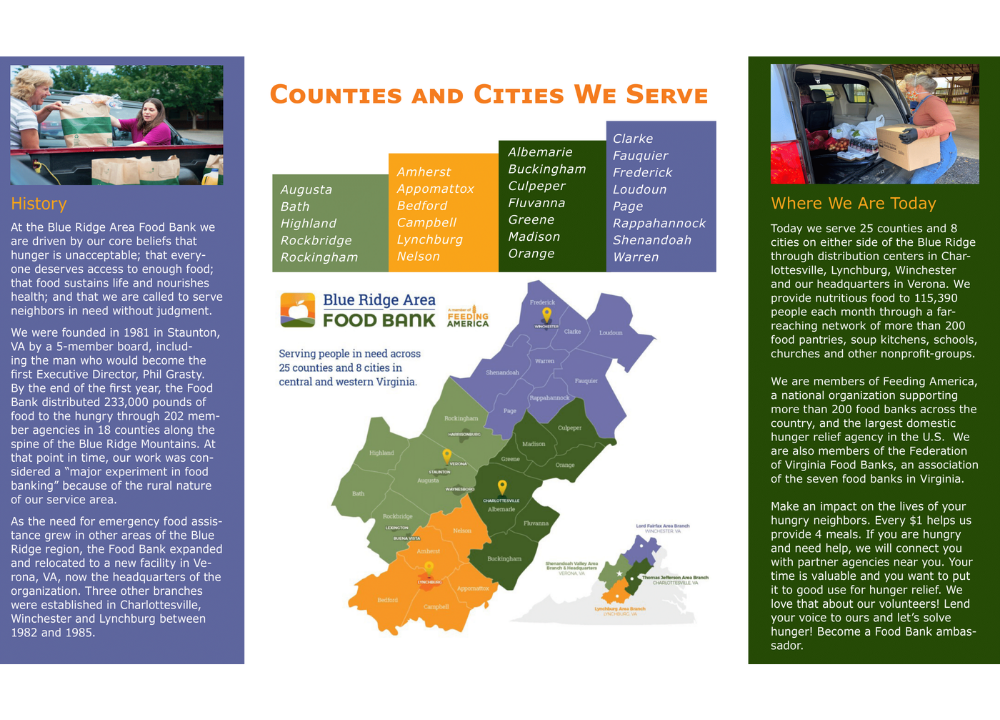 History
At the Blue Ridge Area Food Bank we
are driven by our core beliefs that
hunger is unacceptable; that every-
one deserves access to enough food;
that food sustains life and nourishes
health; and that we are called to serve
neighbors in need without judgment.
We were founded in 1981 in Staunton,
VA by a 5-member board, includ-
ing the man who would become the
first Executive Director, Phil Grasty.
By the end of the first year, the Food
Bank distributed 233,000 pounds of
food to the hungry through 202 mem-
ber agencies in 18 counties along the
spine of the Blue Ridge Mountains. At
that point in time, our work was con-
sidered a “major experiment in food
banking” because of the rural nature
of our service area.
As the need for emergency food assis-
tance grew in other areas of the Blue
Ridge region, the Food Bank expanded
and relocated to a new facility in Ve-
rona, VA, now the headquarters of the
organization. Three other branches
were established in Charlottesville,
Winchester and Lynchburg between
1982 and 1985.
Counties and Cities We Serve
Augusta
Bath
Highland
Rockbridge
Rockingham
Amherst
Appomattox
Bedford
Campbell
Lynchburg
Nelson
Albemarie
Buckingham
Culpeper
Fluvanna
Greene
Madison
Orange
Clarke
Fauquier
Frederick
Loudoun
Page
Rappahannock
Shenandoah
Warren
Blue Ridge Area
FOOD BANK
A member of
FEEDING
AMERICA
Serving people in need across
25 counties and 8 cities in
central and western Virginia.
Frederick
WINCHESTER
Clarke
Loudoun
Warren
Shenandoah
Fauquier
Rappahannock
Page
Rockingham
Culpeper
HARRISONBURG
Madison
Highland
Greene
VERONA
Orange
STAUNTON
Augusta
WAYNESBORO
Bath
CHARLOTTESVILLE
Albemarle
Rockbridge
Fluvanna
LEXINGTON
Nelson
BUENA VISTA
Amherst
Buckingham
LYNCHBURG
Appomattox
Bedford
Campbell
Lord Fairfax Area Branch
WINCHESTER, VA
Shenandoah Valley Area
Branch & Headquarters
VERONA, VA
Thomas Jefferson Area Branch
CHARLOTTESVILLE, VA
Lynchburg Area Branch
LYNCHBURG, VA
Where We Are Today
Today we serve 25 counties and 8
cities on either side of the Blue Ridge
through distribution centers in Char-
lottesville, Lynchburg, Winchester
and our headquarters in Verona. We
provide nutritious food to 115,390
people each month through a far-
reaching network of more than 200
food pantries, soup kitchens, schools,
churches and other nonprofit-groups.
We are members of Feeding America,
a national organization supporting
more than 200 food banks across the
country, and the largest domestic
hunger relief agency in the U.S. We
are also members of the Federation
of Virginia Food Banks, an association
of the seven food banks in Virginia.
Make an impact on the lives of your
hungry neighbors. Every $1 helps us
provide 4 meals. If you are hungry
and need help, we will connect you
with partner agencies near you. Your
time is valuable and you want to put
it to good use for hunger relief. We
love that about our volunteers! Lend
your voice to ours and let’s solve
hunger! Become a Food Bank ambas-
sador.